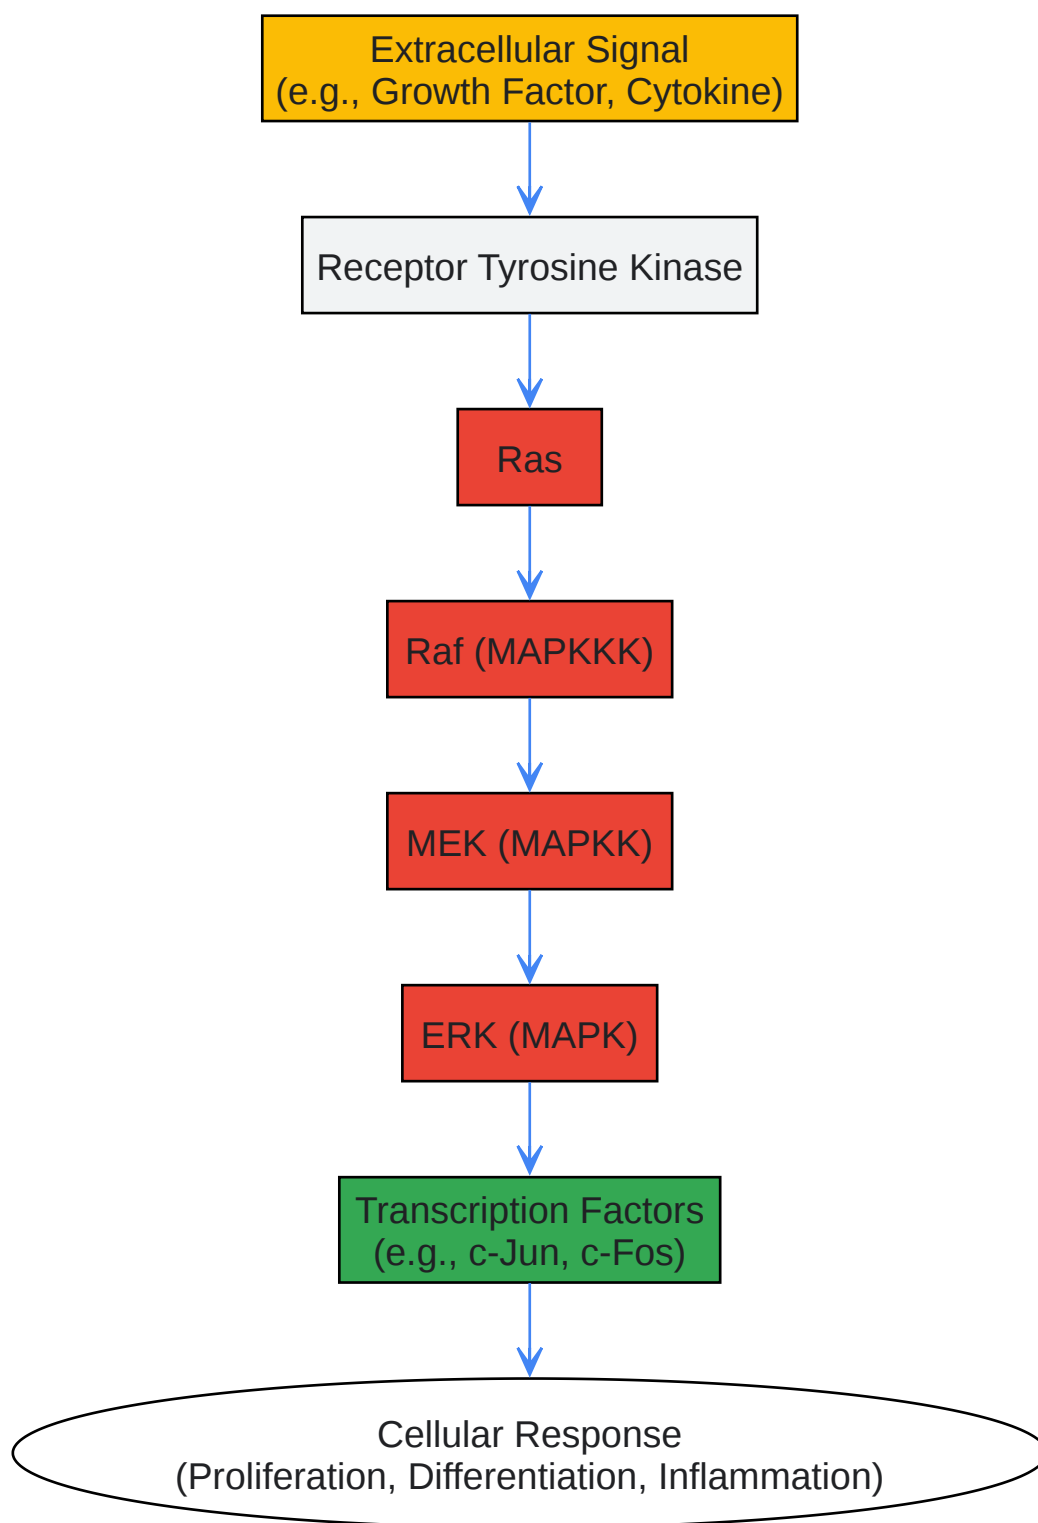 Extracellular Signal
(e.g., Growth Factor, Cytokine)
Receptor Tyrosine Kinase
Ras
Raf (MAPKKK)
MEK (MAPKK)
ERK (MAPK)
Transcription Factors
(e.g., c-Jun, c-Fos)
Cellular Response
(Proliferation, Differentiation, Inflammation)